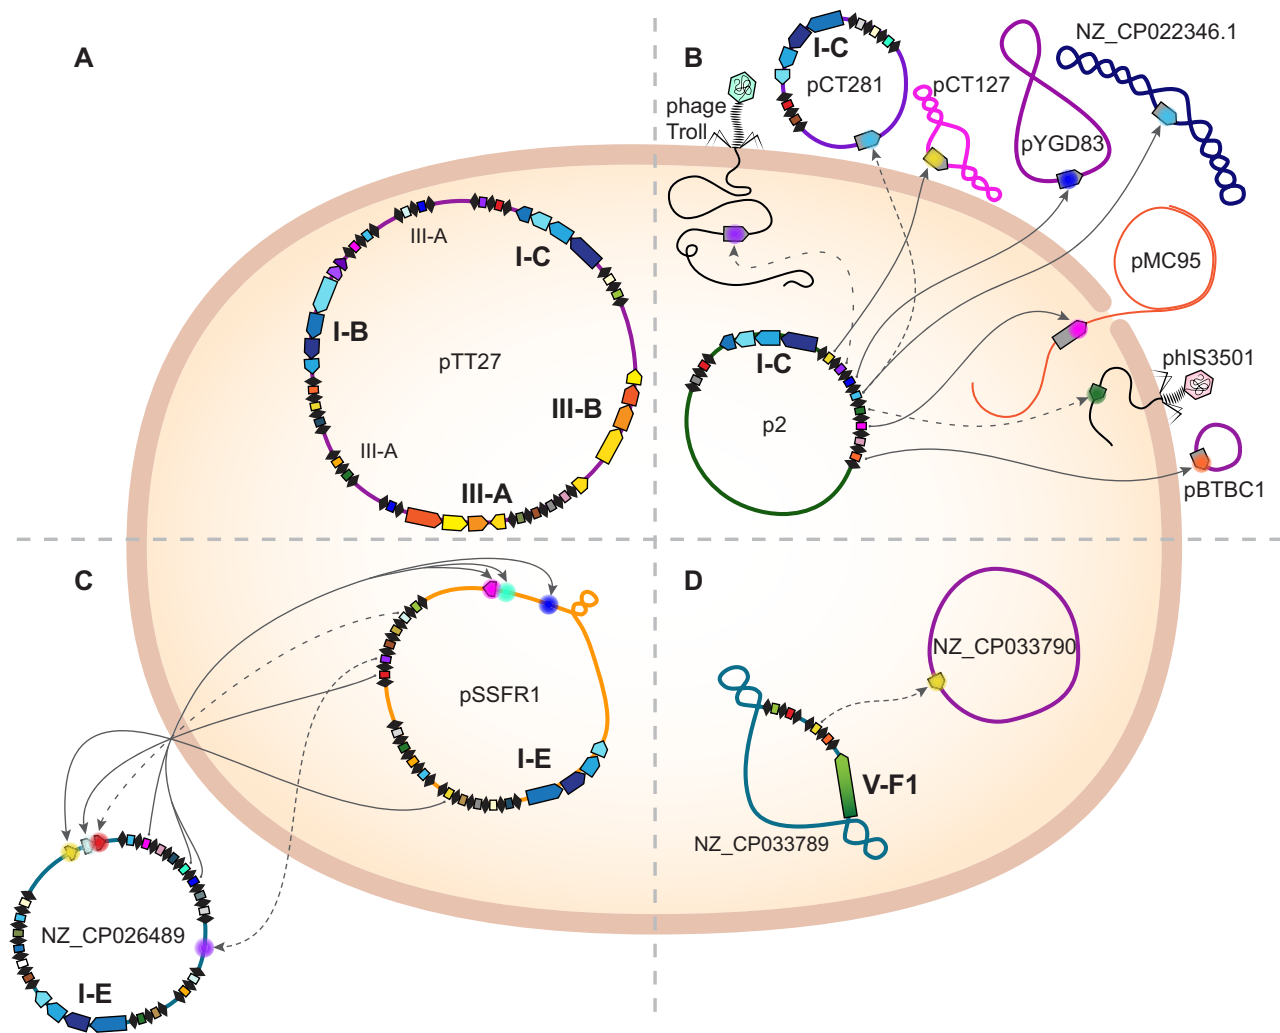 A
III-A
I-C
I-B
pTT27
III-B
III-A
III-A
B
phage
Troll
I-C
pCT281
pCT127
pYGD83
NZ_CP022346.1
pMC95
phIS3501
pBTBC1
I-C
p2
C
pSSFR1
I-E
NZ_CP026489
I-E
D
NZ_CP033790
V-F1
NZ_CP033789